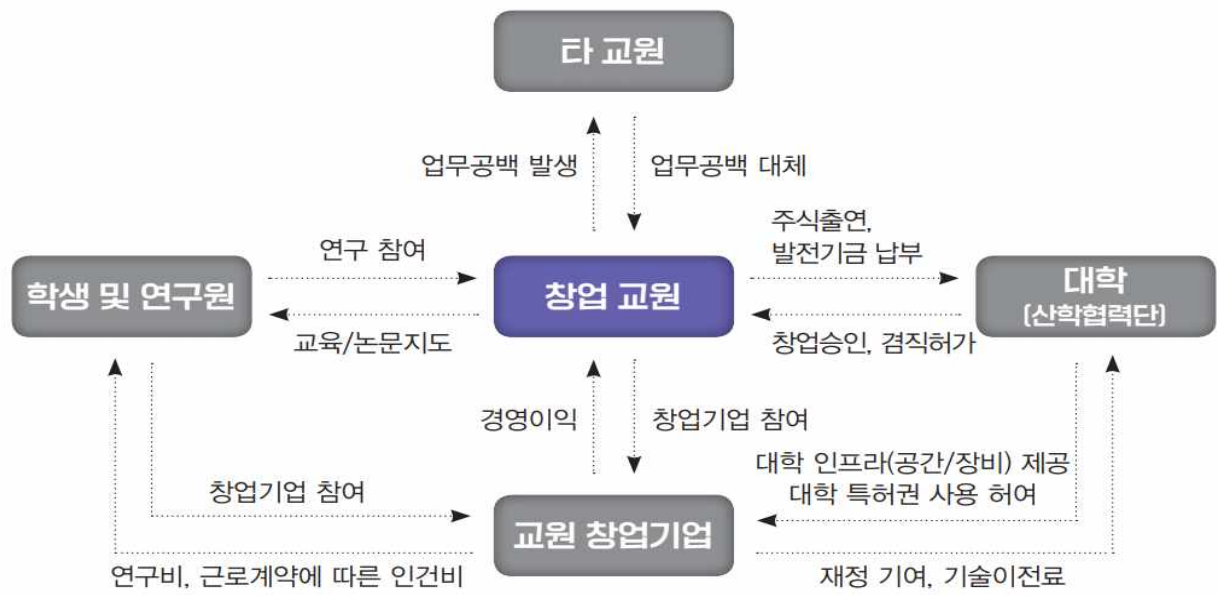 타 교원
업무공백 발생
업무공백 대체
연구 참여
주식출연,
발전기금 납부
학생 및 연구원
창업 교원
대학
(산학협력단)
교육/논문지도
창업승인, 겸직허가
경영이익
창업기업 참여
대학 인프라(공간/장비) 제공
대학 특허권 사용 허여
창업기업 참여
교원 창업기업
연구비, 근로계약에 따른 인건비
재정 기여, 기술이전료